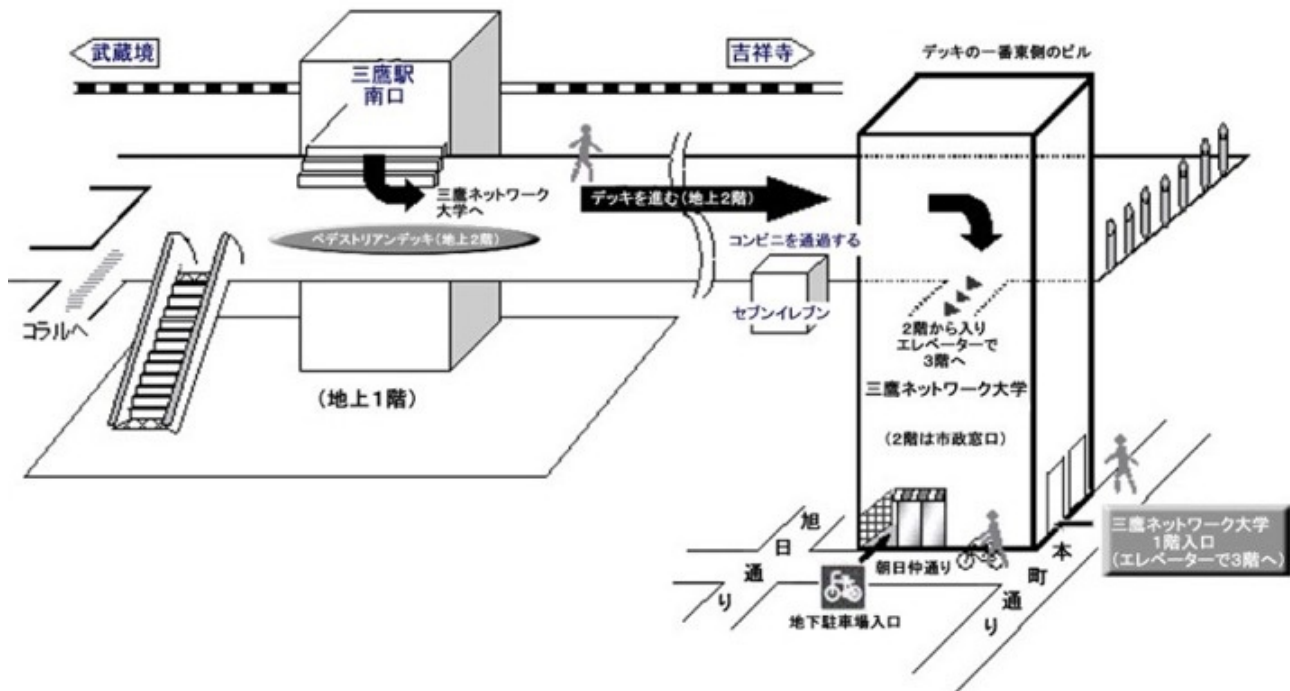 武蔵境
三鷹駅
南口
吉祥寺
デッキの一番東側のビル
三鷹ネットワーク
大学へ
デッキを進む(地上2階)
ペデストリアンデッキ(地上2階)
コンビニを通過する
セブンイレブン
コラルへ
(地上1階)
2階から入り
エレベーターで
3階へ
三鷹ネットワーク大学
(2階は市政窓口)
旭日通り
朝日仲通り
本町通り
地下駐車場入口
三鷹ネットワーク大学
1階入口
(エレベーターで3階へ)